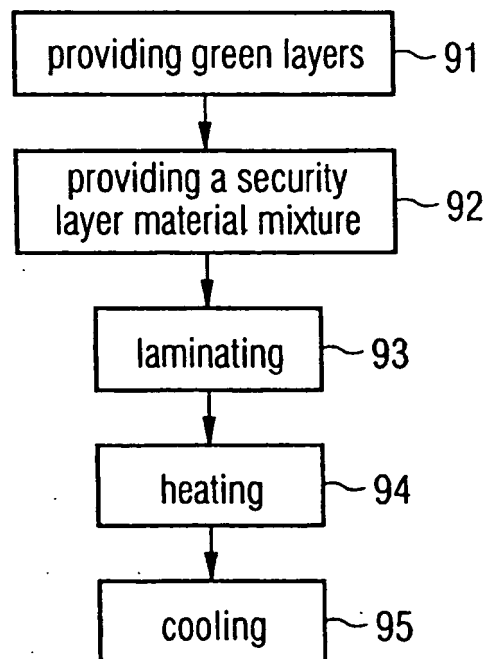 providing green layers 91
providing a security
layer material mixture 92
laminating 93
heating 94
cooling 95